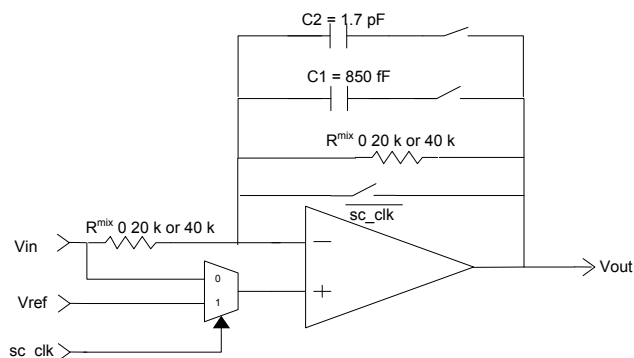 C2 = 1.7 pF
C1 = 850 fF
Rmix 0 20 k or 40 k
sc_clk
Rmix 0 20 k or 40 k
Vin
−
0
Vout
Vref
1
+
sc_clk